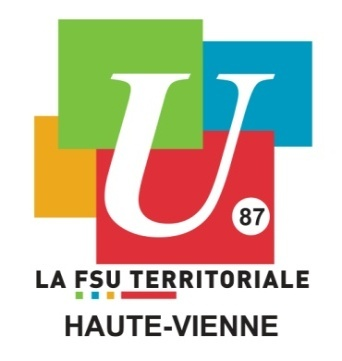 U
87
LA FSU TERRITORIALE
HAUTE-VIENNE